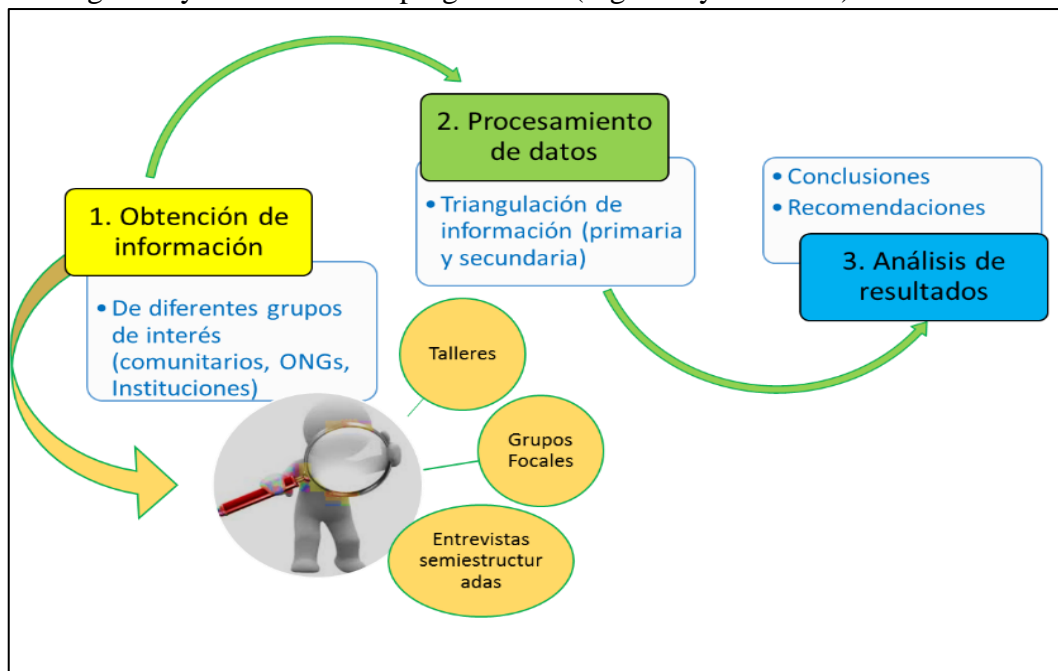 1. Obtención de
información
• De diferentes grupos
de interés
(comunitarios, ONGs,
Instituciones)
Talleres
Grupos
Focales
Entrevistas
semiestructur
adas
2. Procesamiento
de datos
• Triangulación de
información (primaria
y secundaria)
• Conclusiones
• Recomendaciones
3. Análisis de
resultados